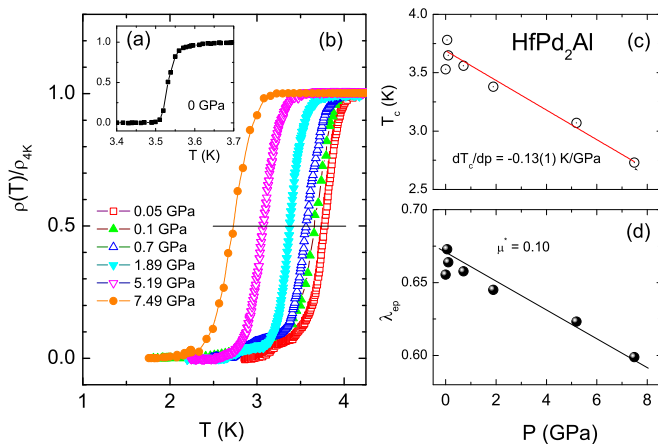 (a)
1.0
0.5
0.0
0 GPa
3.4 3.5 3.6 3.7
T (K)
(b)
1.0
0.5
0.0
ρ(T)/ρ4K
0.05 GPa
0.1 GPa
0.7 GPa
1.89 GPa
5.19 GPa
7.49 GPa
1 2 3 4
T (K)
HfPd2Al (c)
4.0
3.5
3.0
2.5
Tc (K)
dTc/dp = -0.13(1) K/GPa
(d)
0.70
0.65
0.60
λep
μ* = 0.10
0 2 4 6 8
P (GPa)